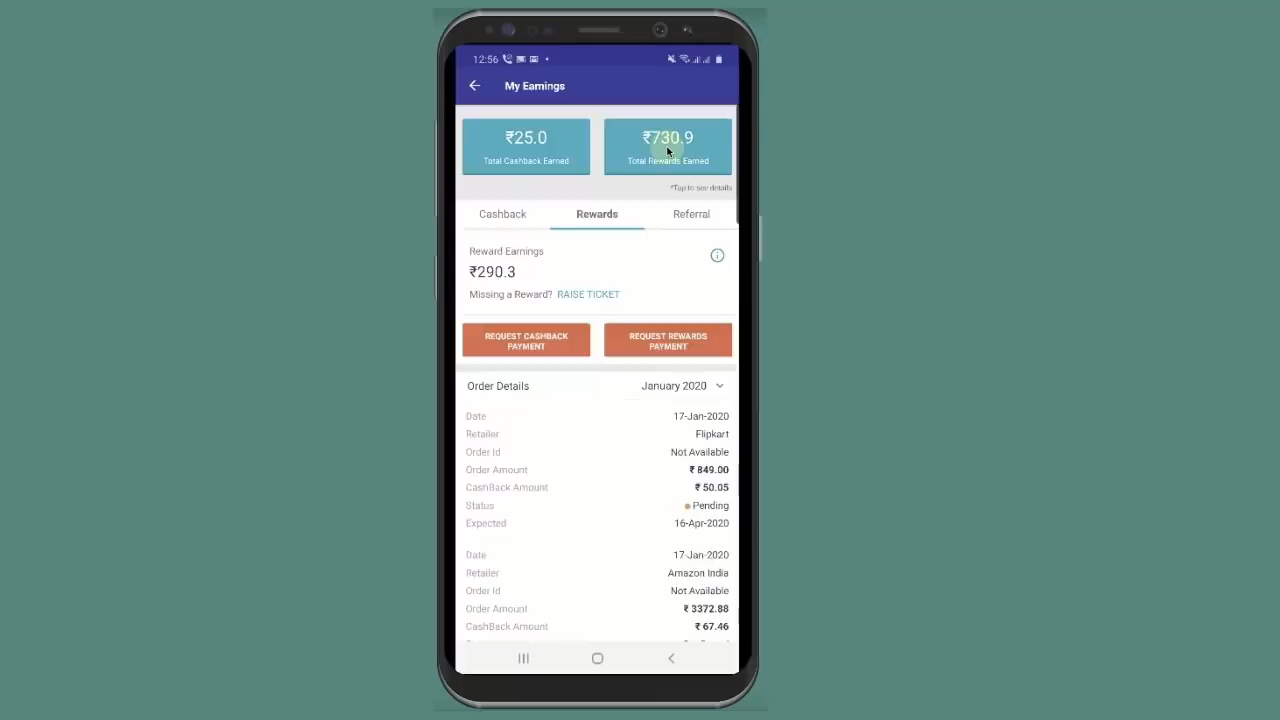 12:56
My Earnings
₹25.0
Total Cashback Earned
₹730.9
Total Rewards Earned
*Tap to see details
Cashback
Rewards
Referral
Reward Earnings
₹290.3
Missing a Reward? RAISE TICKET
REQUEST CASHBACK
PAYMENT
REQUEST REWARDS
PAYMENT
Order Details
January 2020
Date 17-Jan-2020
Retailer Flipkart
Order Id Not Available
Order Amount ₹ 849.00
CashBack Amount ₹ 50.05
Status Pending
Expected 16-Apr-2020
Date 17-Jan-2020
Retailer Amazon India
Order Id Not Available
Order Amount ₹ 3372.88
CashBack Amount ₹ 67.46